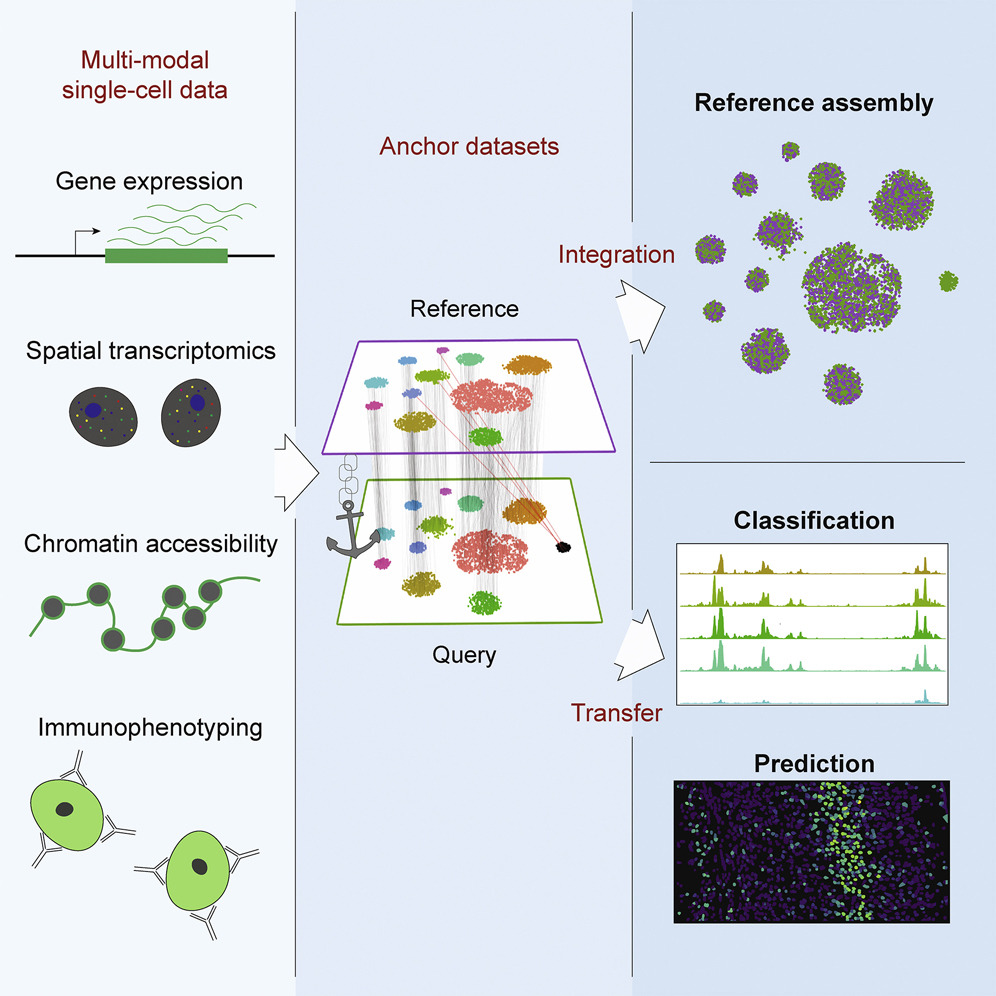 Multi-modal
single-cell data
Gene expression
Spatial transcriptomics
Chromatin accessibility
Immunophenotyping
Anchor datasets
Reference
Query
Integration
Transfer
Reference assembly
Classification
Prediction